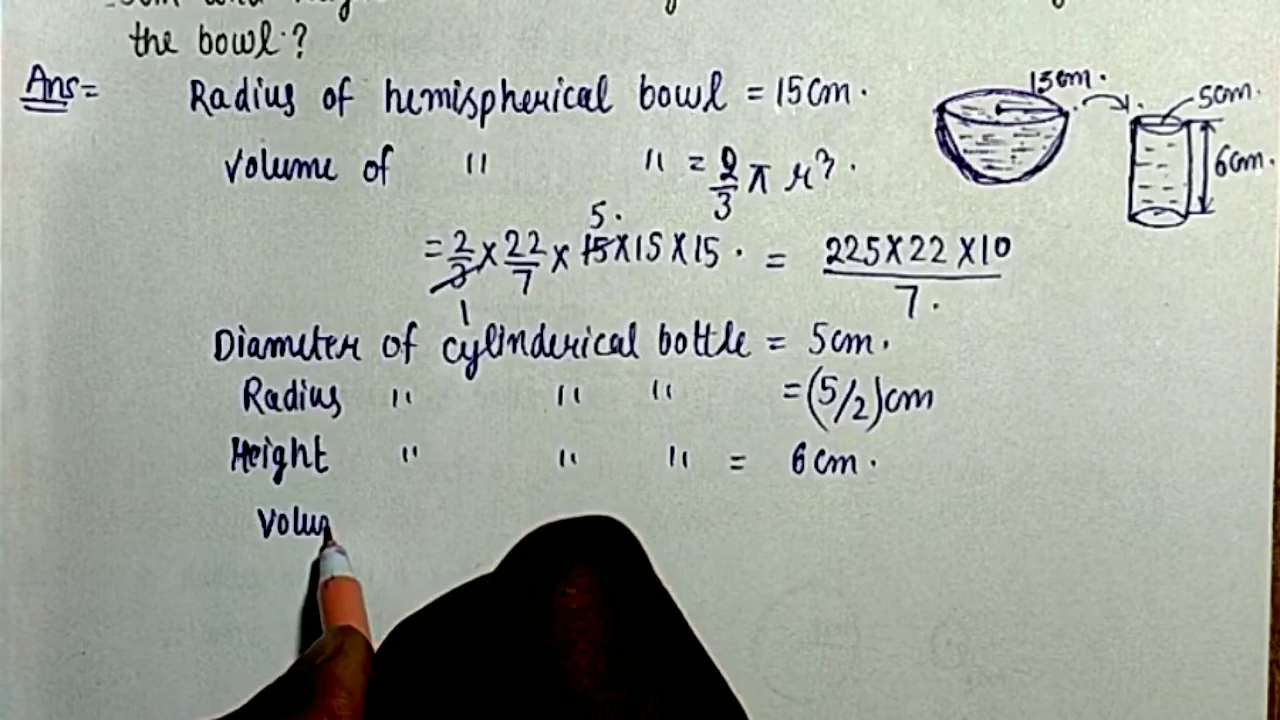 the bowl.?
Ans= Radius of hemispherical bowl = 15cm.
Volume of " " = 2/3 π r³.
= 2/3 × 22/7 × 15 × 15 × 15. = 225×22×10/7.
5.
1
Diameter of cylinderical bottle = 5cm.
Radius " " " = (5/2)cm
Height " " " = 6cm.
Volum
15cm.
5cm.
6cm.